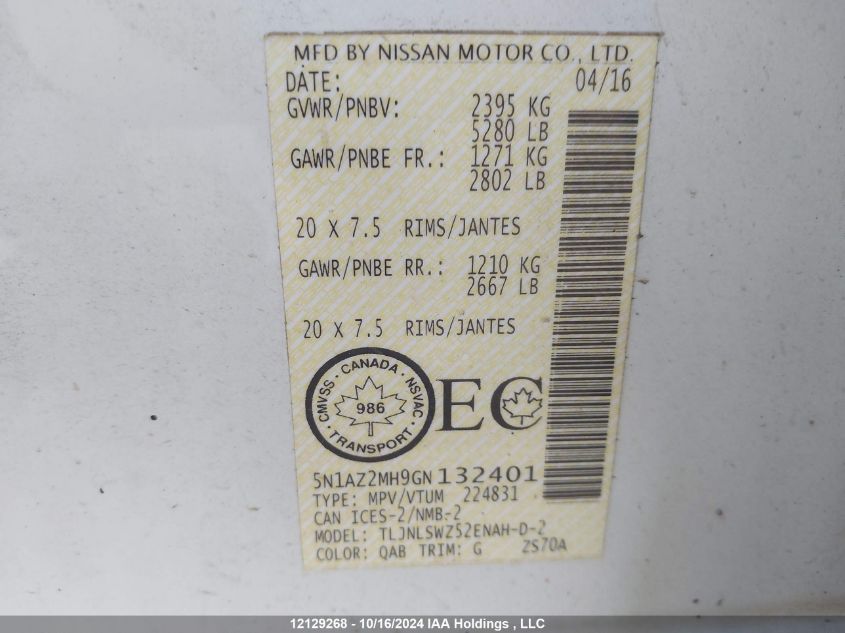 MFD BY NISSAN MOTOR CO., LTD.
DATE: 04/16
GVWR/PNBV: 2395 KG
5280 LB
GAWR/PNBE FR.: 1271 KG
2802 LB
20 X 7.5 RIMS/JANTES
GAWR/PNBE RR.: 1210 KG
2667 LB
20 X 7.5 RIMS/JANTES
CMVSS · CANADA · NSVAC · TRANSPORT ·
986
EC
5N1AZ2MH9GN132401
TYPE: MPV/VTUM 224831
CAN ICES-2/NMB-2
MODEL: TLJNLSWZ52ENAH-D-2
COLOR: QAB TRIM: G ZS70A
12129268 - 10/16/2024 IAA Holdings , LLC